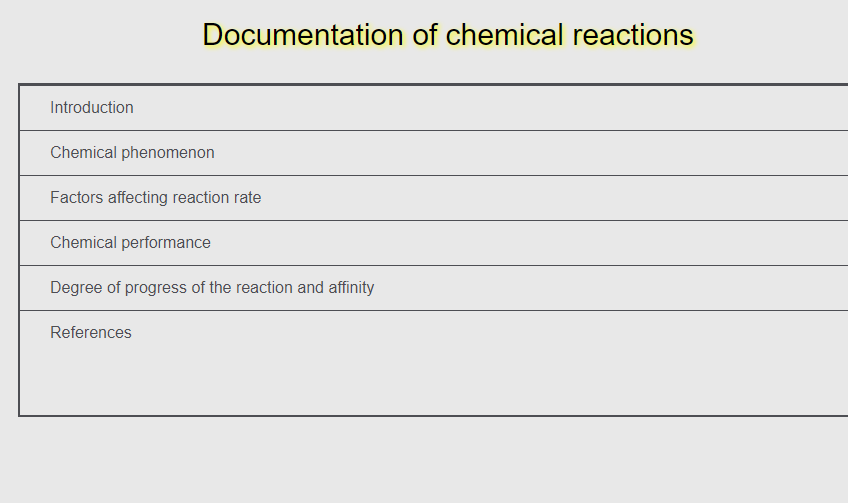 Documentation of chemical reactions
Introduction
Chemical phenomenon
Factors affecting reaction rate
Chemical performance
Degree of progress of the reaction and affinity
References